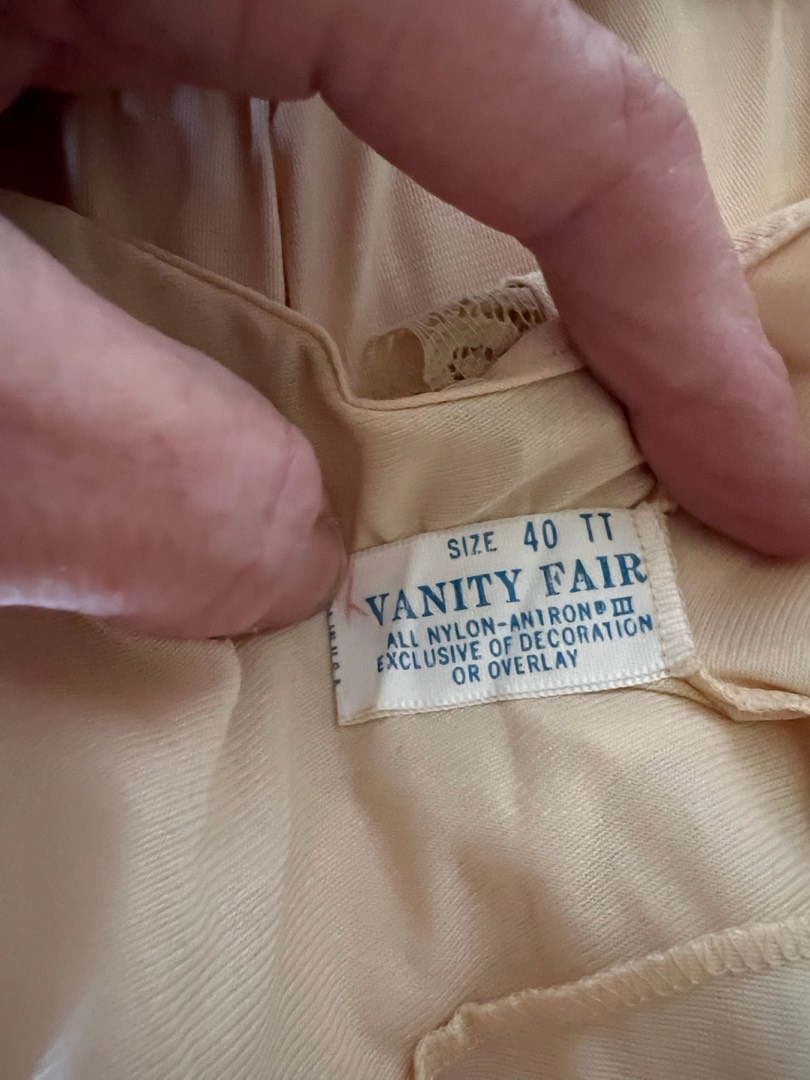 SIZE 40 TT
VANITY FAIR
ALL NYLON-ANTRON® III
EXCLUSIVE OF DECORATION
OR OVERLAY